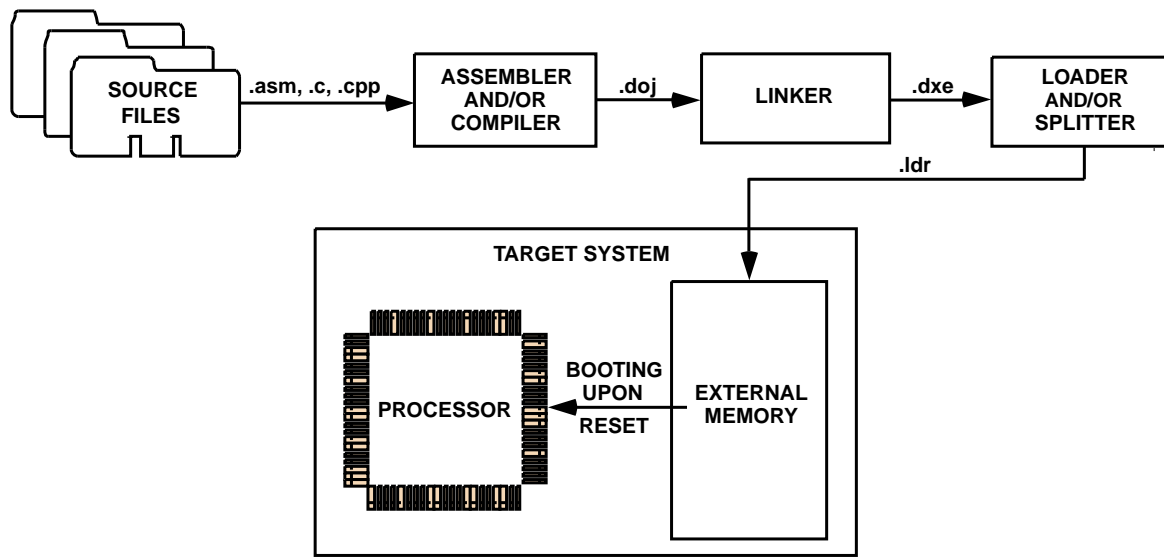 SOURCE
FILES
.asm, .c, .cpp
ASSEMBLER
AND/OR
COMPILER
.doj
LINKER
.dxe
LOADER
AND/OR
SPLITTER
.ldr
TARGET SYSTEM
PROCESSOR
BOOTING
UPON
RESET
EXTERNAL
MEMORY